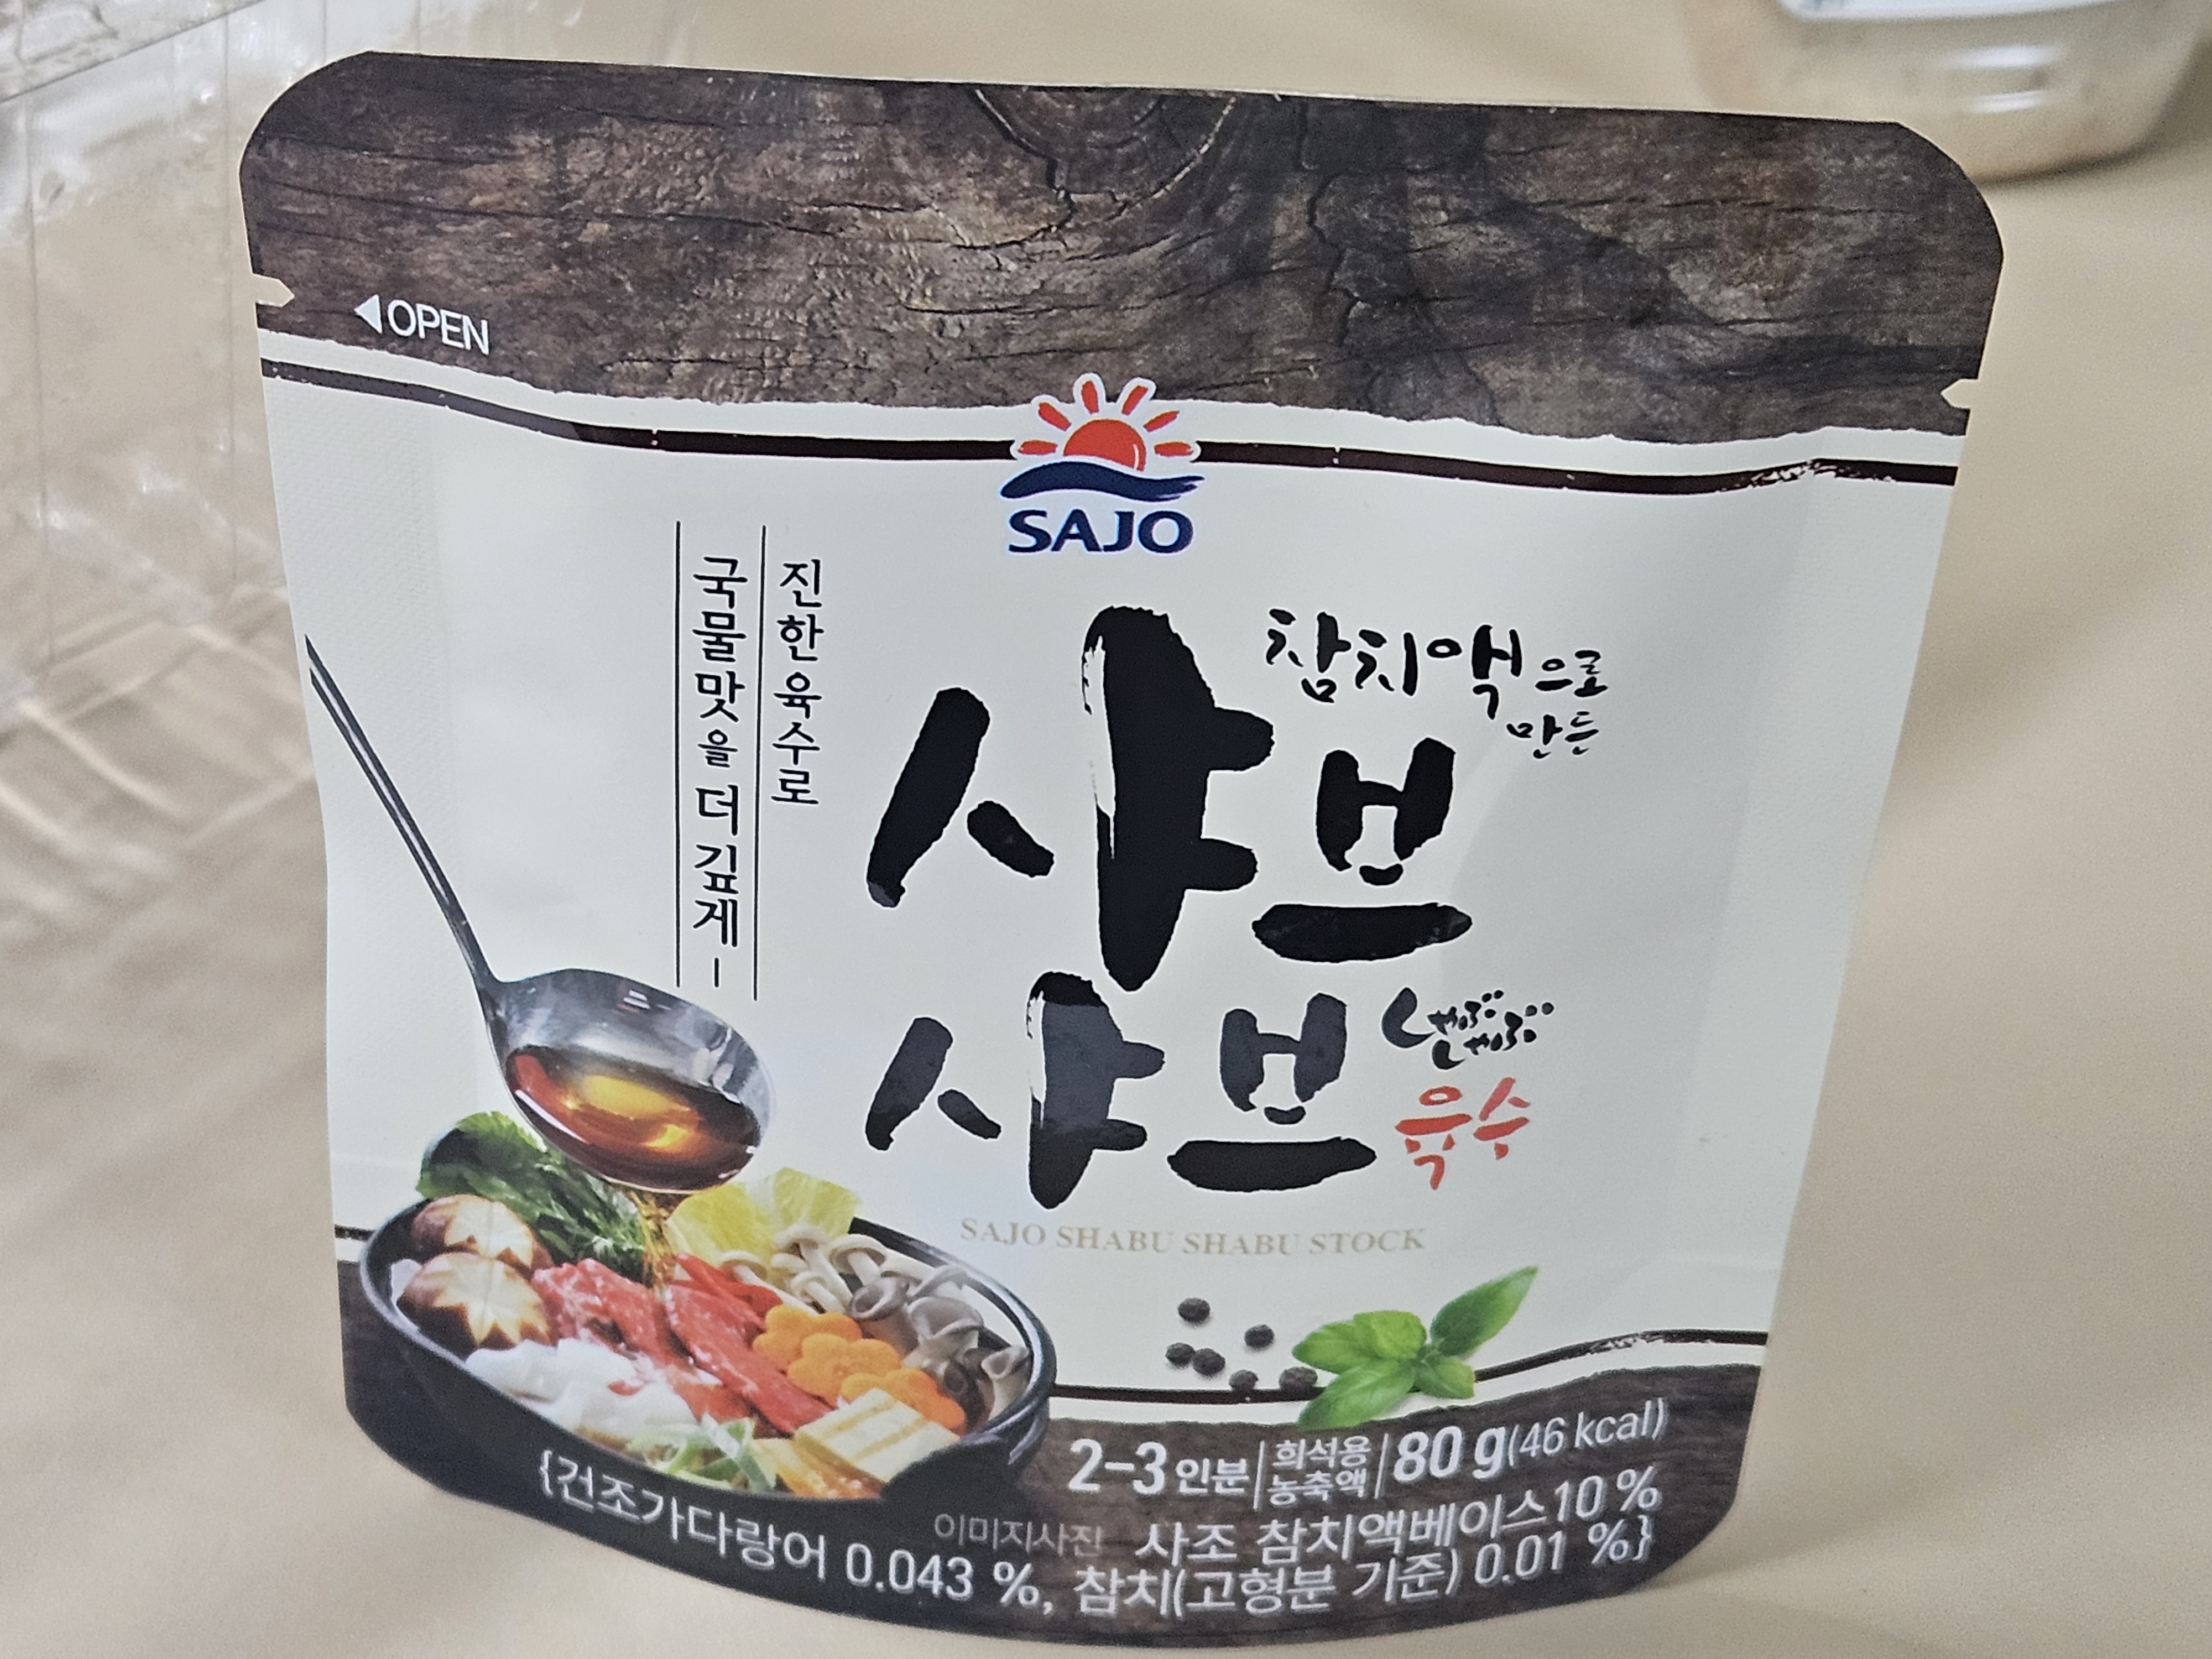 ◀OPEN
SAJO
진한 육수로
국물맛을 더 깊게 -
참치액으로
만든
샤브
샤브
しゃぶ
しゃぶ
육수
SAJO SHABU SHABU STOCK
2-3인분 | 희석용 농축액 | 80 g(46 kcal)
이미지사진 사조 참치액베이스10 %
{건조가다랑어 0.043 %, 참치(고형분 기준) 0.01 %}